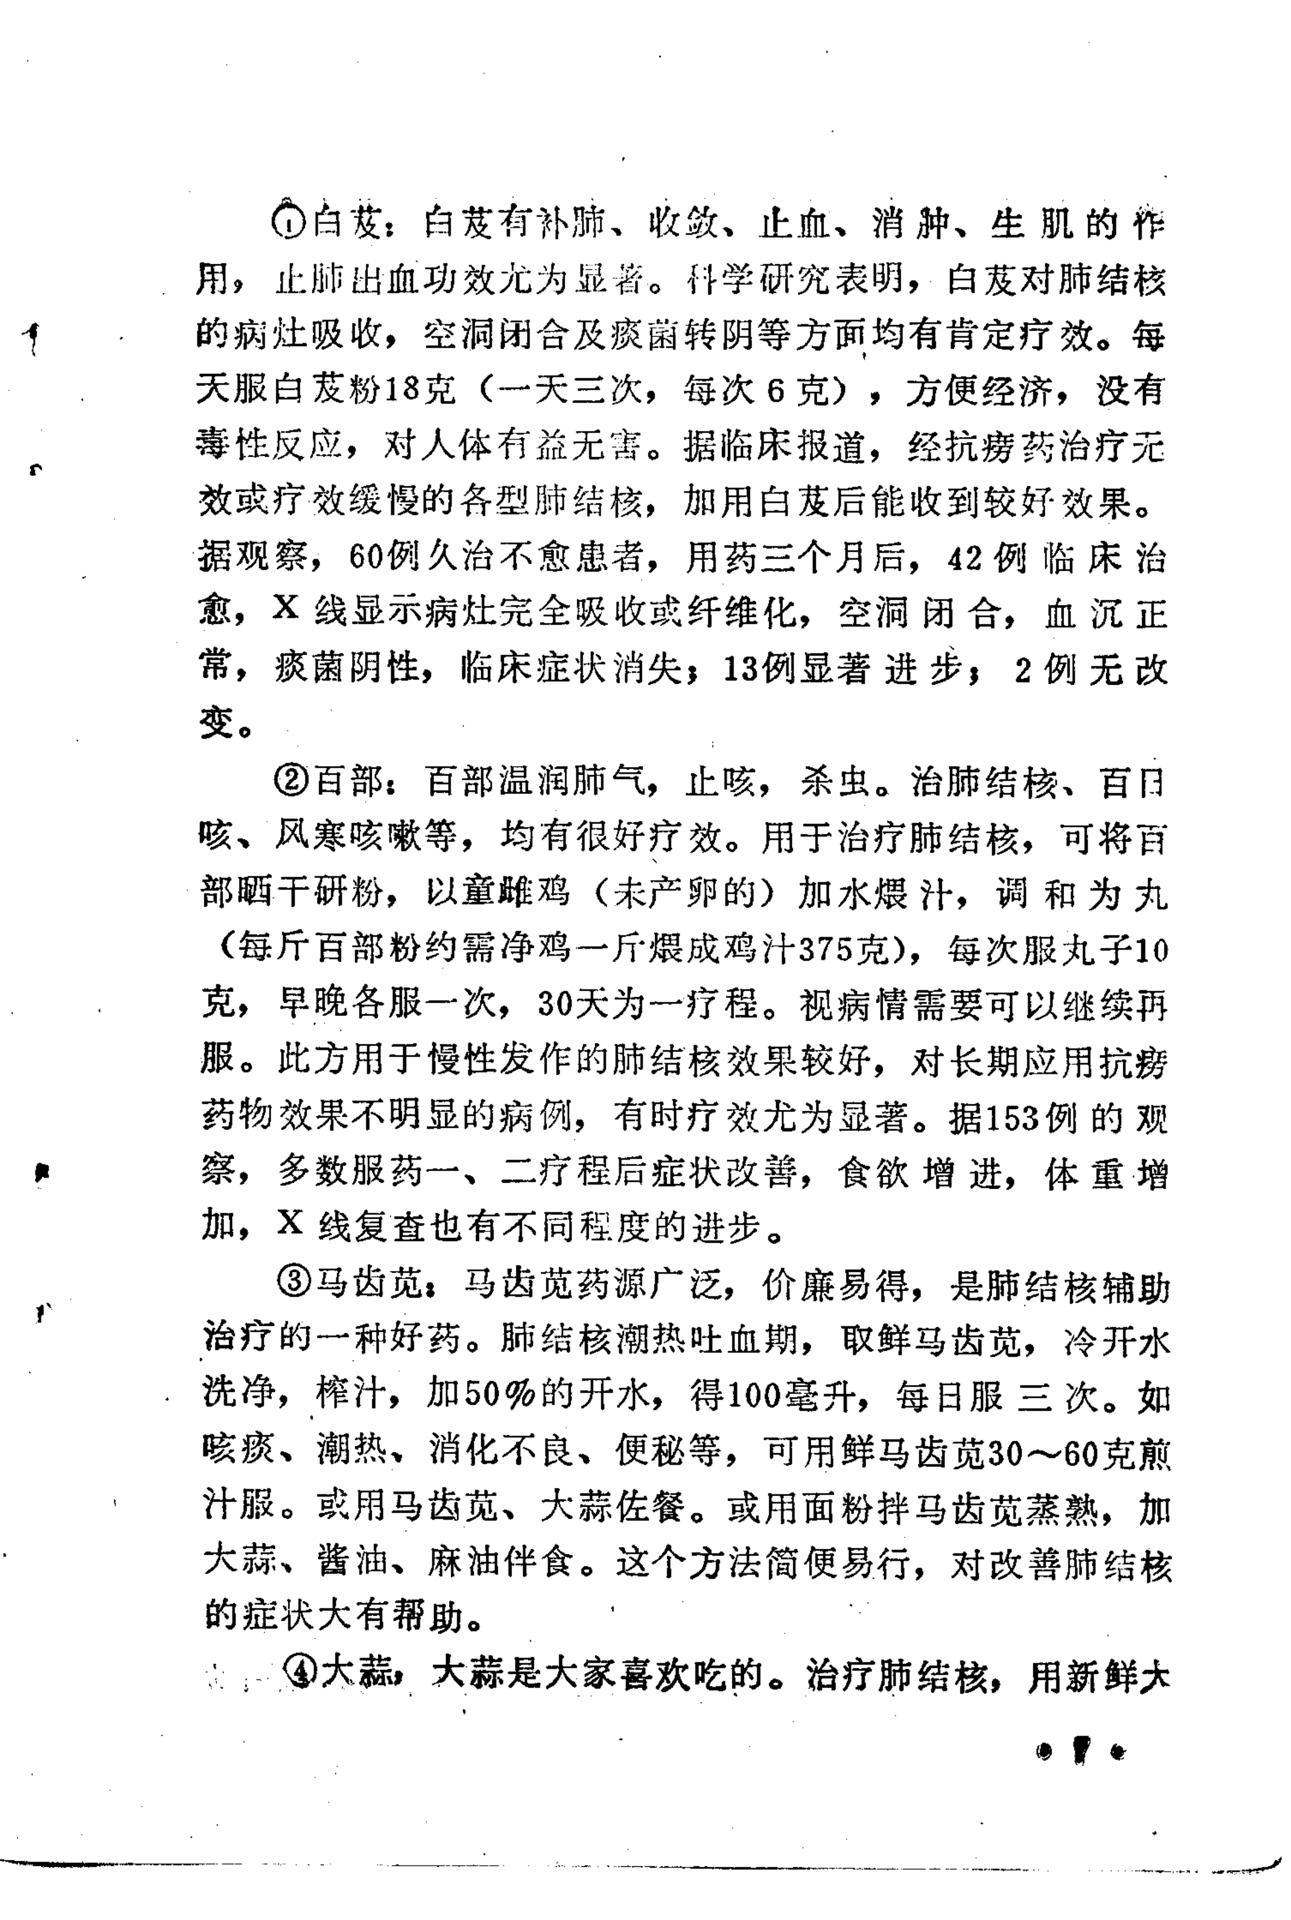 ①白芨：白芨有补肺、收敛、止血、消肿、生肌的作
用，止肺出血功效尤为显著。科学研究表明，白芨对肺结核
的病灶吸收，空洞闭合及痰菌转阴等方面均有肯定疗效。每
天服白芨粉18克（一天三次，每次6克），方便经济，没有
毒性反应，对人体有益无害。据临床报道，经抗痨药治疗无
效或疗效缓慢的各型肺结核，加用白芨后能收到较好效果。
据观察，60例久治不愈患者，用药三个月后，42例临床治
愈，X线显示病灶完全吸收或纤维化，空洞闭合，血沉正
常，痰菌阴性，临床症状消失；13例显著进步；2例无改
变。
②百部：百部温润肺气，止咳，杀虫。治肺结核、百日
咳、风寒咳嗽等，均有很好疗效。用于治疗肺结核，可将百
部晒干研粉，以童雌鸡（未产卵的）加水煨汁，调和为丸
（每斤百部粉约需净鸡一斤煨成鸡汁375克），每次服丸子10
克，早晚各服一次，30天为一疗程。视病情需要可以继续再
服。此方用于慢性发作的肺结核效果较好，对长期应用抗痨
药物效果不明显的病例，有时疗效尤为显著。据153例的观
察，多数服药一、二疗程后症状改善，食欲增进，体重增
加，X线复查也有不同程度的进步。
③马齿苋：马齿苋药源广泛，价廉易得，是肺结核辅助
治疗的一种好药。肺结核潮热吐血期，取鲜马齿苋，冷开水
洗净，榨汁，加50%的开水，得100毫升，每日服三次。如
咳痰、潮热、消化不良、便秘等，可用鲜马齿苋30～60克煎
汁服。或用马齿苋、大蒜佐餐。或用面粉拌马齿苋蒸熟，加
大蒜、酱油、麻油伴食。这个方法简便易行，对改善肺结核
的症状大有帮助。
④大蒜，大蒜是大家喜欢吃的。治疗肺结核，用新鲜大
• 7 •